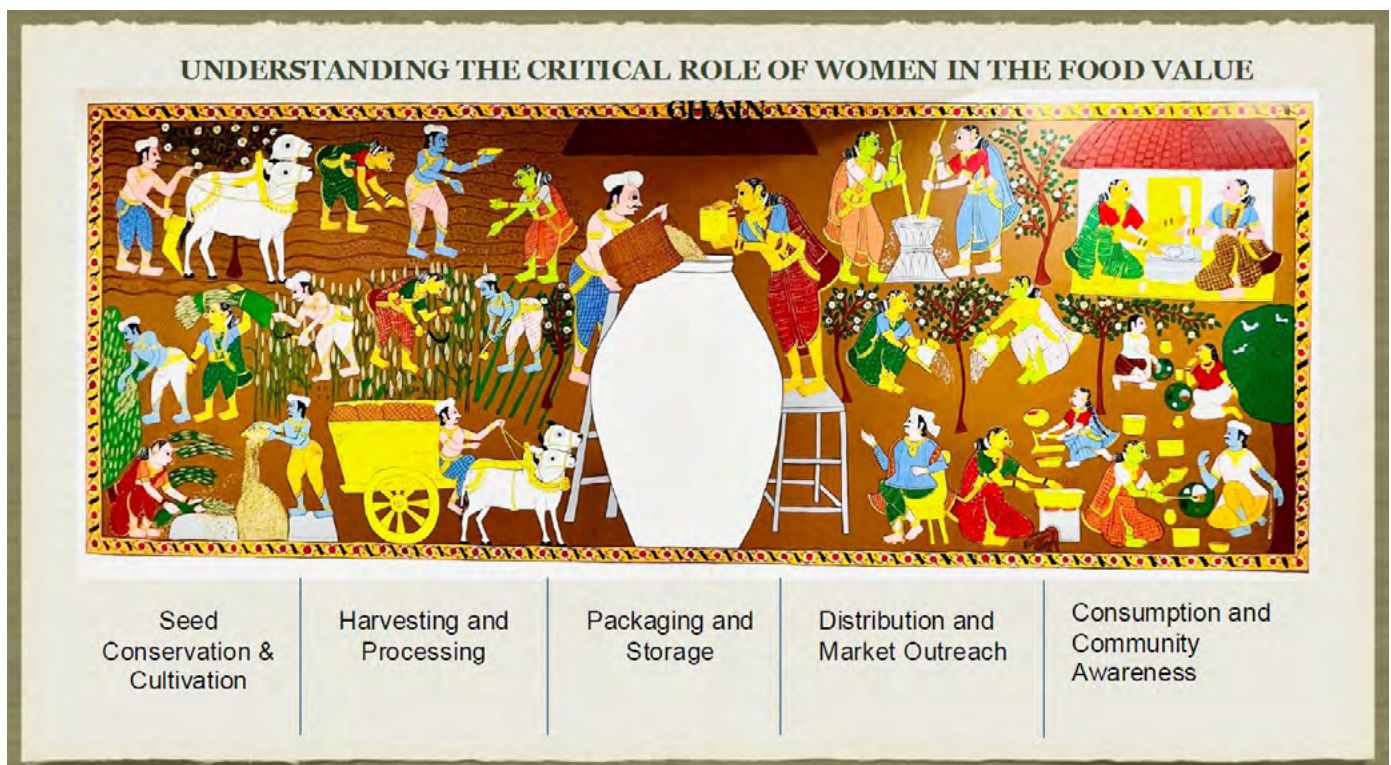 UNDERSTANDING THE CRITICAL ROLE OF WOMEN IN THE FOOD VALUE
CHAIN
Seed
Conservation &
Cultivation
Harvesting and
Processing
Packaging and
Storage
Distribution and
Market Outreach
Consumption and
Community
Awareness